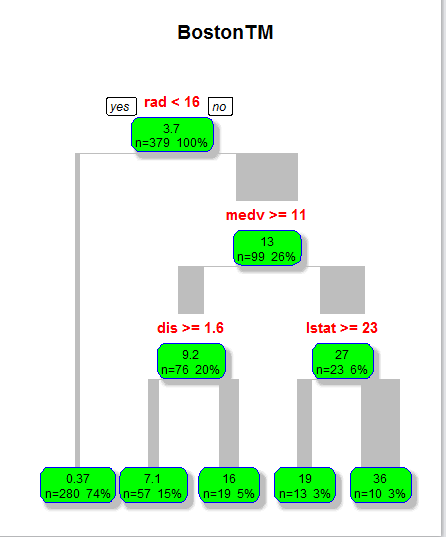 BostonTM
yes rad < 16 no
3.7
n=379 100%
medv >= 11
13
n=99 26%
dis >= 1.6 lstat >= 23
9.2 27
n=76 20% n=23 6%
0.37 7.1 16 19 36
n=280 74% n=57 15% n=19 5% n=13 3% n=10 3%